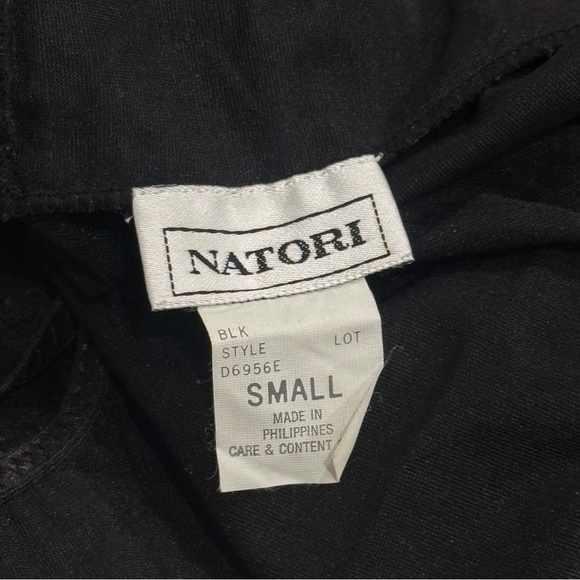 NATORI
BLK
STYLE LOT
D6956E
SMALL
MADE IN
PHILIPPINES
CARE & CONTENT